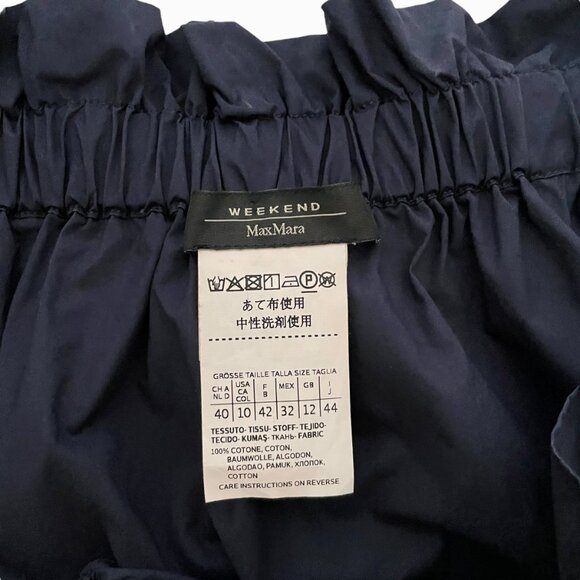 WEEKEND
MaxMara
あて布使用
中性洗剤使用
GRÖSSE TAILLE TALLA SIZE TAGLIA
CH A NL D USA CA COL F B MEX GB I J
40 10 42 32 12 44
TESSUTO- TISSU- STOFF- TEJIDO-
TECIDO- KUMAŞ- ТКАНЬ- FABRIC
100% COTONE, COTON,
BAUMWOLLE, ALGODON,
ALGODAO, PAMUK, ХЛОПОК,
COTTON
CARE INSTRUCTIONS ON REVERSE